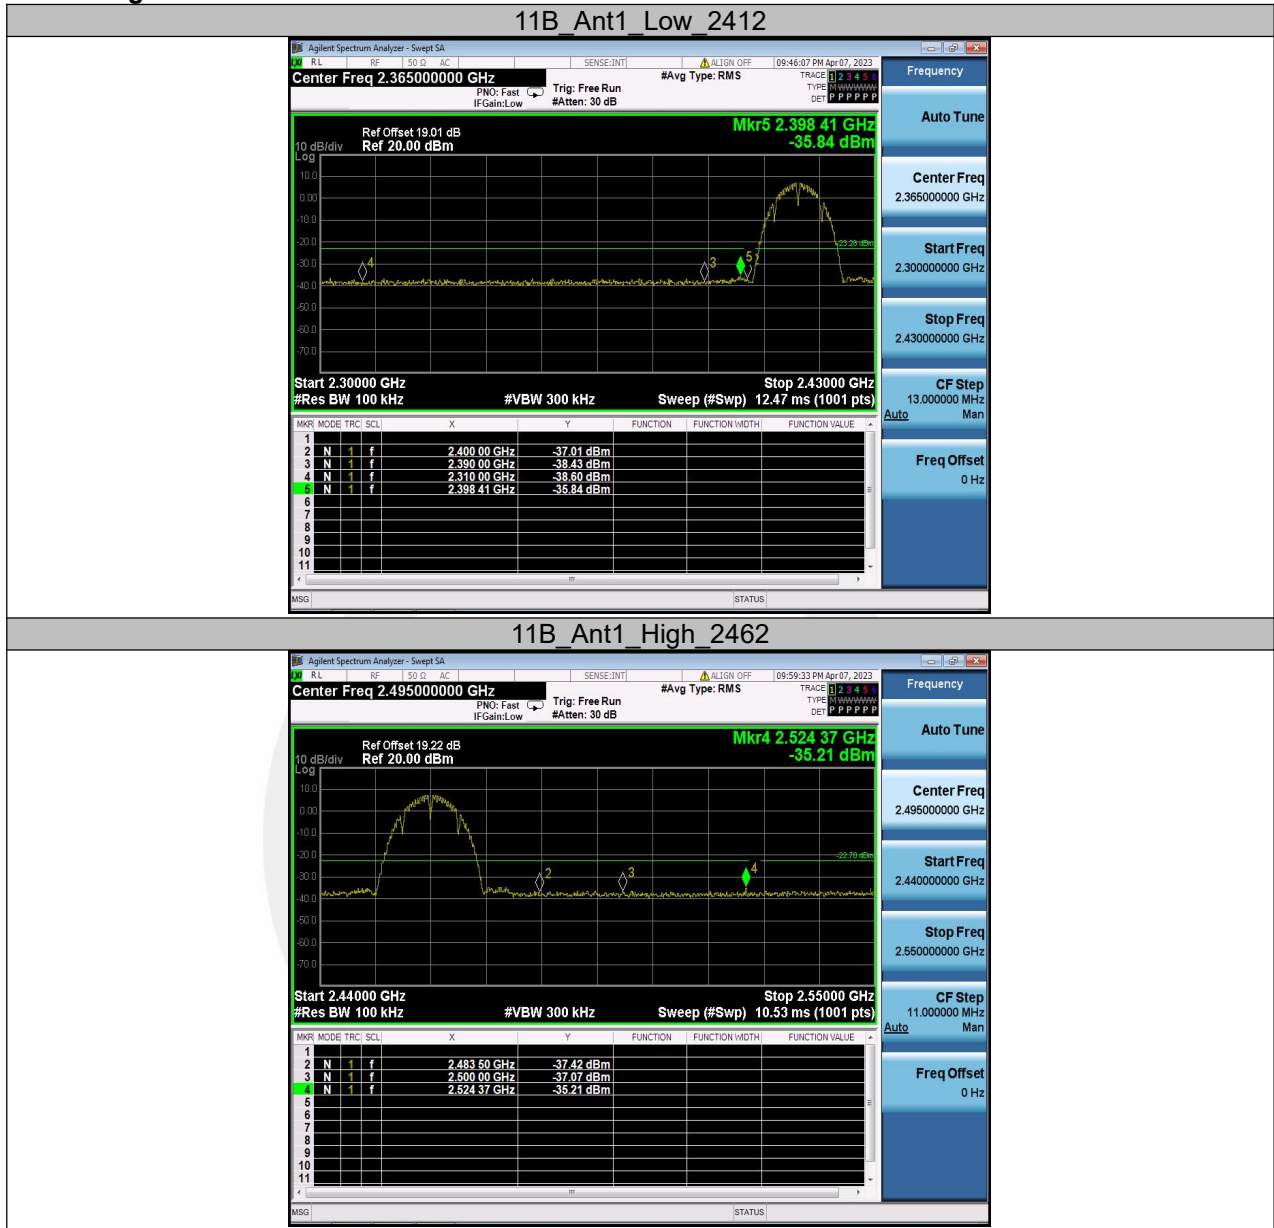 11B_Ant1_Low_2412
Agilent Spectrum Analyzer - Swept SA
LXI RL RF 50 Ω AC SENSE:INT ALIGN OFF 09:46:07 PM Apr 07, 2023
Center Freq 2.365000000 GHz #Avg Type: RMS TRACE 1 2 3 4 5 6
PNO: Fast Trig: Free Run TYPE M WWWWW
IFGain:Low #Atten: 30 dB DET P P P P P P
Frequency
Auto Tune
Center Freq
2.365000000 GHz
Start Freq
2.300000000 GHz
Stop Freq
2.430000000 GHz
CF Step
13.000000 MHz
Auto Man
Freq Offset
0 Hz
Mkr5 2.398 41 GHz
-35.84 dBm
Ref Offset 19.01 dB
10 dB/div Ref 20.00 dBm
Log
10.0
0.00
-10.0
-20.0
-30.0
-40.0
-50.0
-60.0
-70.0
-23.28 dBm
4
3
5
Start 2.30000 GHz Stop 2.43000 GHz
#Res BW 100 kHz #VBW 300 kHz Sweep (#Swp) 12.47 ms (1001 pts)
MKR MODE TRC SCL X Y FUNCTION FUNCTION WIDTH FUNCTION VALUE
1
2 N 1 f 2.400 00 GHz -37.01 dBm
3 N 1 f 2.390 00 GHz -38.43 dBm
4 N 1 f 2.310 00 GHz -38.60 dBm
5 N 1 f 2.398 41 GHz -35.84 dBm
6
7
8
9
10
11
MSG STATUS
11B_Ant1_High_2462
Agilent Spectrum Analyzer - Swept SA
LXI RL RF 50 Ω AC SENSE:INT ALIGN OFF 09:59:33 PM Apr 07, 2023
Center Freq 2.495000000 GHz #Avg Type: RMS TRACE 1 2 3 4 5 6
PNO: Fast Trig: Free Run TYPE M WWWWW
IFGain:Low #Atten: 30 dB DET P P P P P P
Frequency
Auto Tune
Center Freq
2.495000000 GHz
Start Freq
2.440000000 GHz
Stop Freq
2.550000000 GHz
CF Step
11.000000 MHz
Auto Man
Freq Offset
0 Hz
Mkr4 2.524 37 GHz
-35.21 dBm
Ref Offset 19.22 dB
10 dB/div Ref 20.00 dBm
Log
10.0
0.00
-10.0
-20.0
-30.0
-40.0
-50.0
-60.0
-70.0
-22.70 dBm
2
3
4
Start 2.44000 GHz Stop 2.55000 GHz
#Res BW 100 kHz #VBW 300 kHz Sweep (#Swp) 10.53 ms (1001 pts)
MKR MODE TRC SCL X Y FUNCTION FUNCTION WIDTH FUNCTION VALUE
1
2 N 1 f 2.483 50 GHz -37.42 dBm
3 N 1 f 2.500 00 GHz -37.07 dBm
4 N 1 f 2.524 37 GHz -35.21 dBm
5
6
7
8
9
10
11
MSG STATUS